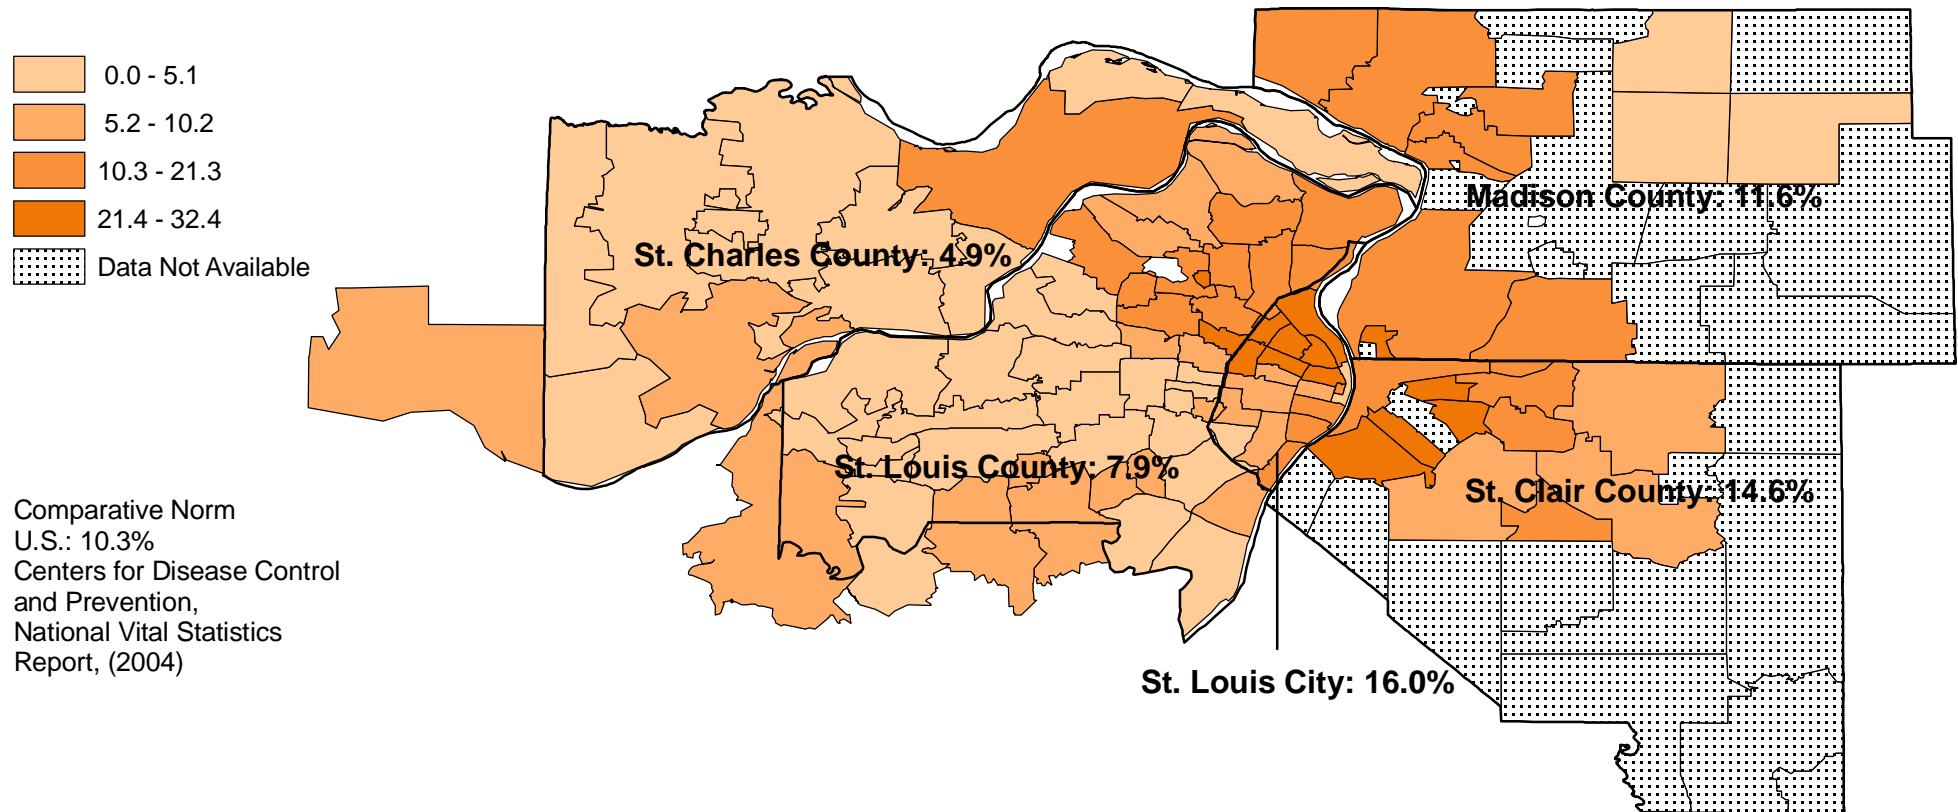 0.0 - 5.1
5.2 - 10.2
10.3 - 21.3
21.4 - 32.4
Data Not Available
Madison County: 11.6%
St. Charles County: 4.9%
St. Louis County: 7.9%
St. Clair County: 14.6%
St. Louis City: 16.0%
Comparative Norm
U.S.: 10.3%
Centers for Disease Control
and Prevention,
National Vital Statistics
Report, (2004)